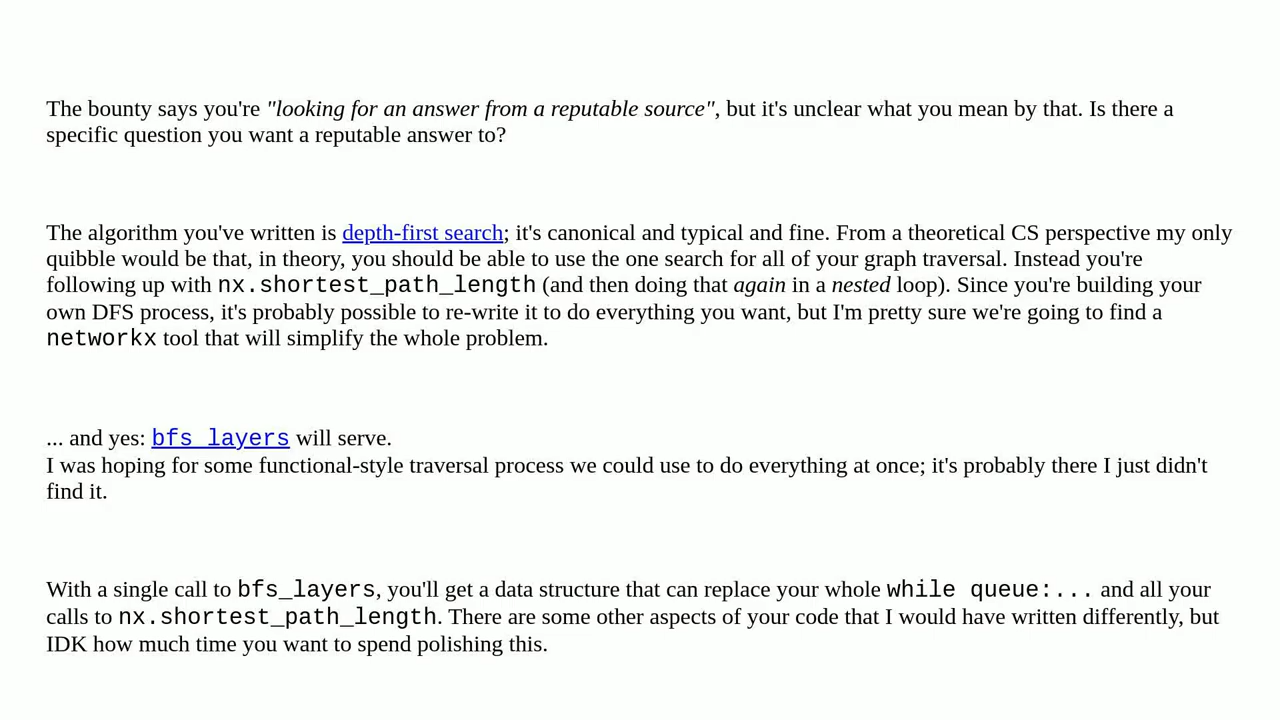 The bounty says you're "looking for an answer from a reputable source", but it's unclear what you mean by that. Is there a
specific question you want a reputable answer to?
The algorithm you've written is depth-first search; it's canonical and typical and fine. From a theoretical CS perspective my only
quibble would be that, in theory, you should be able to use the one search for all of your graph traversal. Instead you're
following up with nx.shortest_path_length (and then doing that again in a nested loop). Since you're building your
own DFS process, it's probably possible to re-write it to do everything you want, but I'm pretty sure we're going to find a
networkx tool that will simplify the whole problem.
... and yes: bfs_layers will serve.
I was hoping for some functional-style traversal process we could use to do everything at once; it's probably there I just didn't
find it.
With a single call to bfs_layers, you'll get a data structure that can replace your whole while queue:... and all your
calls to nx.shortest_path_length. There are some other aspects of your code that I would have written differently, but
IDK how much time you want to spend polishing this.